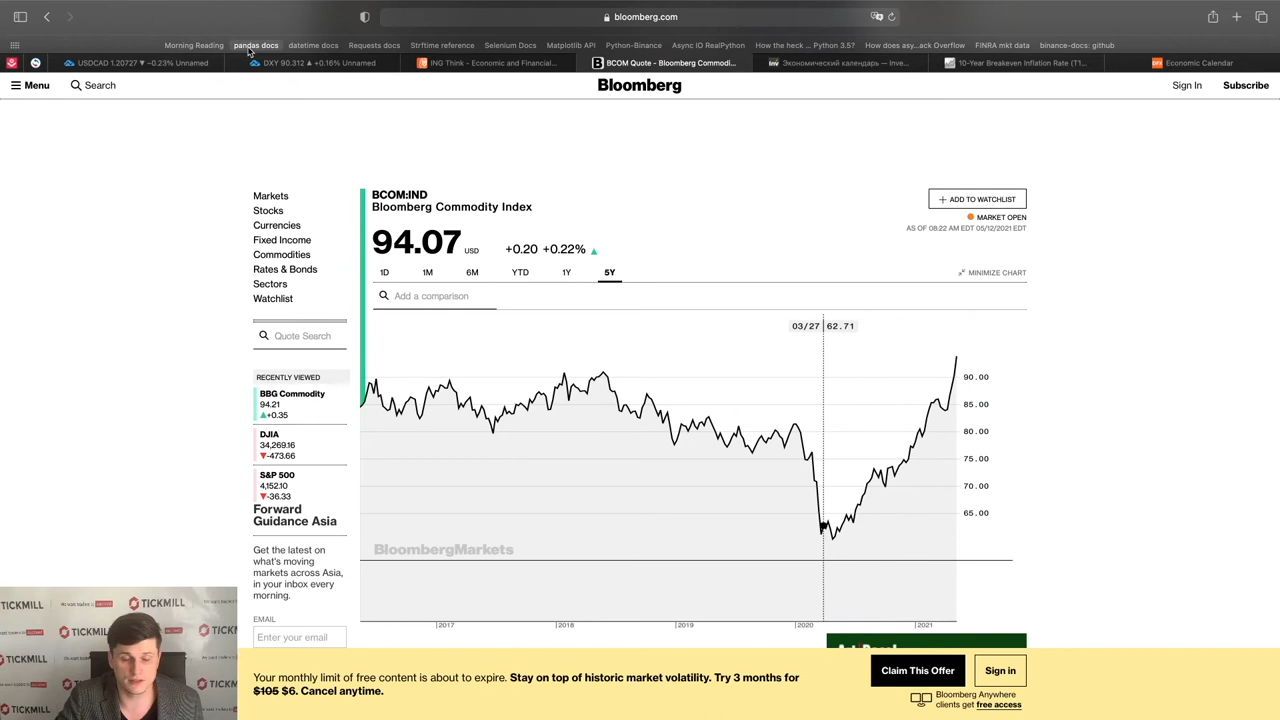 bloomberg.com
Morning Reading pandas docs datetime docs Requests docs Strftime reference Selenium Docs Matplotlib API Python-Binance Async IO RealPython How the heck ... Python 3.5? How does asy...ack Overflow FINRA mkt data binance-docs: github
USDCAD 1.20727 ▼ −0.23% Unnamed DXY 90.312 ▲ +0.16% Unnamed ING Think - Economic and Financial... BCOM Quote - Bloomberg Commodi... Экономический календарь — Inve... 10-Year Breakeven Inflation Rate (T1... Economic Calendar
Menu Search Bloomberg Sign In Subscribe
Markets
Stocks
Currencies
Fixed Income
Commodities
Rates & Bonds
Sectors
Watchlist
Quote Search
RECENTLY VIEWED
BBG Commodity
94.21
▲+0.35
DJIA
34,269.16
▼-473.66
S&P 500
4,152.10
▼-36.33
Forward
Guidance Asia
Get the latest on
what's moving
markets across Asia,
in your inbox every
morning.
EMAIL
Enter your email
BCOM:IND
Bloomberg Commodity Index
94.07 USD +0.20 +0.22% ▲
+ ADD TO WATCHLIST
MARKET OPEN
AS OF 08:22 AM EDT 05/12/2021 EDT
1D 1M 6M YTD 1Y 5Y MINIMIZE CHART
Add a comparison
03/27 62.71
90.00
85.00
80.00
75.00
70.00
65.00
BloombergMarkets
2017 2018 2019 2020 2021
TICKMILL TICKMILL
TICKMILL
TICKMILL
Your monthly limit of free content is about to expire. Stay on top of historic market volatility. Try 3 months for
$105 $6. Cancel anytime.
Claim This Offer Sign in
Bloomberg Anywhere
clients get free access